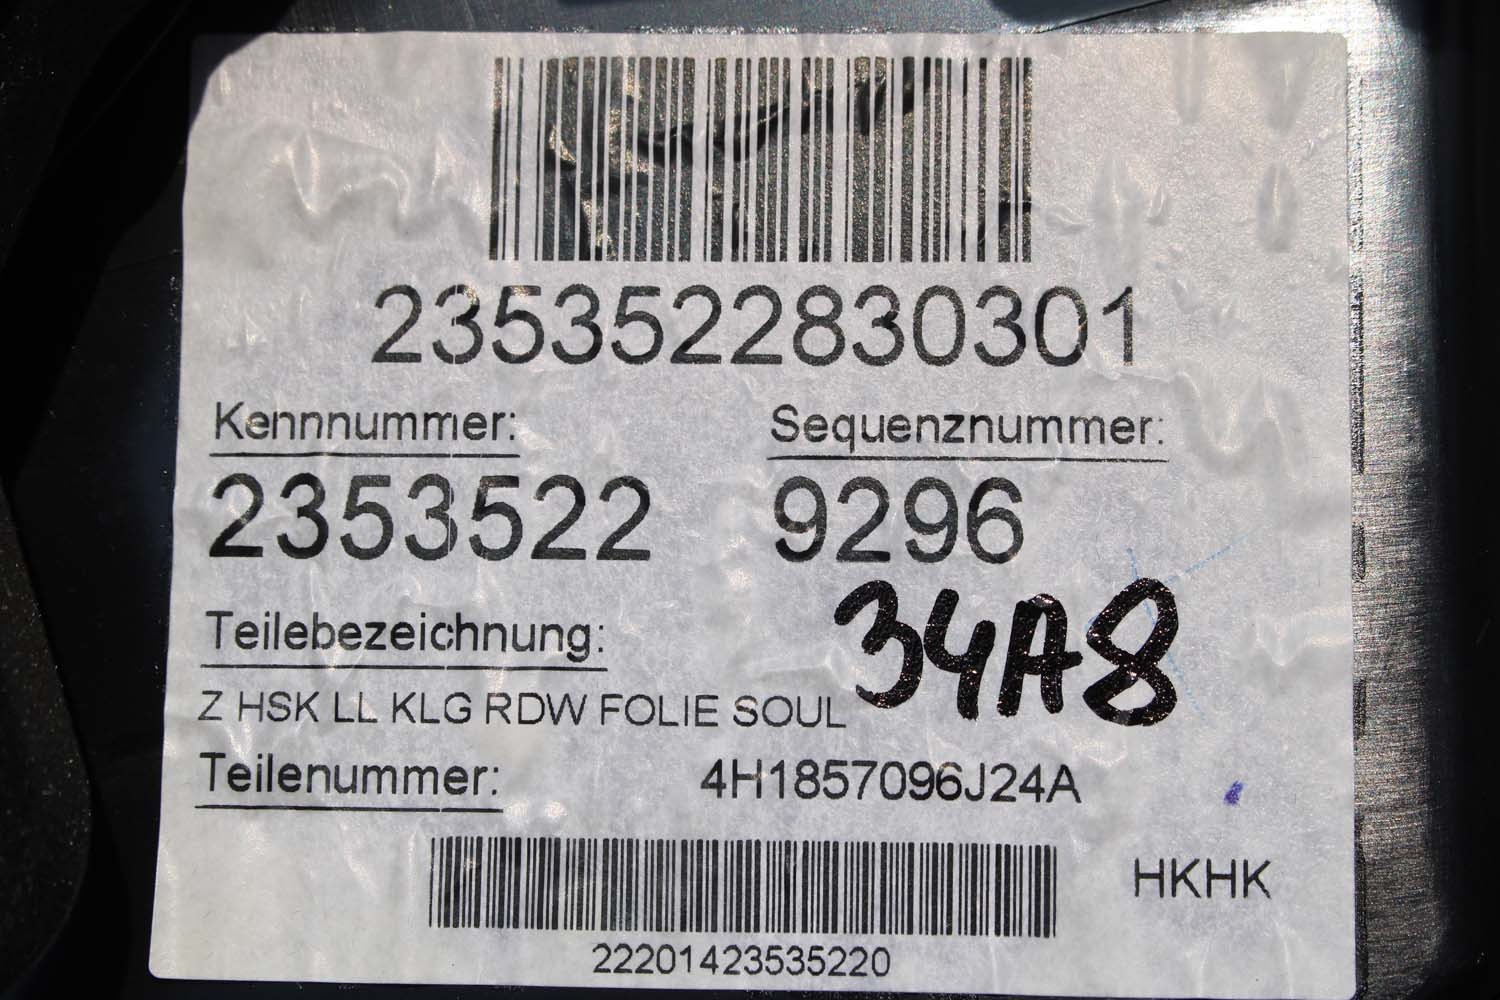 2353522830301
Kennnummer: Sequenznummer:
2353522 9296
Teilebezeichnung: 34A8
Z HSK LL KLG RDW FOLIE SOUL
Teilenummer: 4H1857096J24A
HKHK
22201423535220